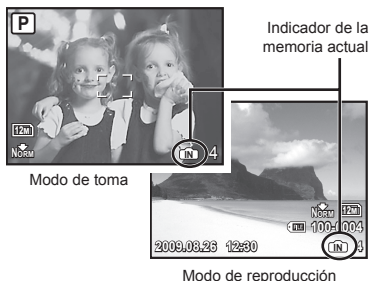 Indicador de la
memoria actual
P
12M
NORM
IN 4
Modo de toma
NORM 12M
100-0004
2009.08.26 12:30
IN 4
Modo de reproducción